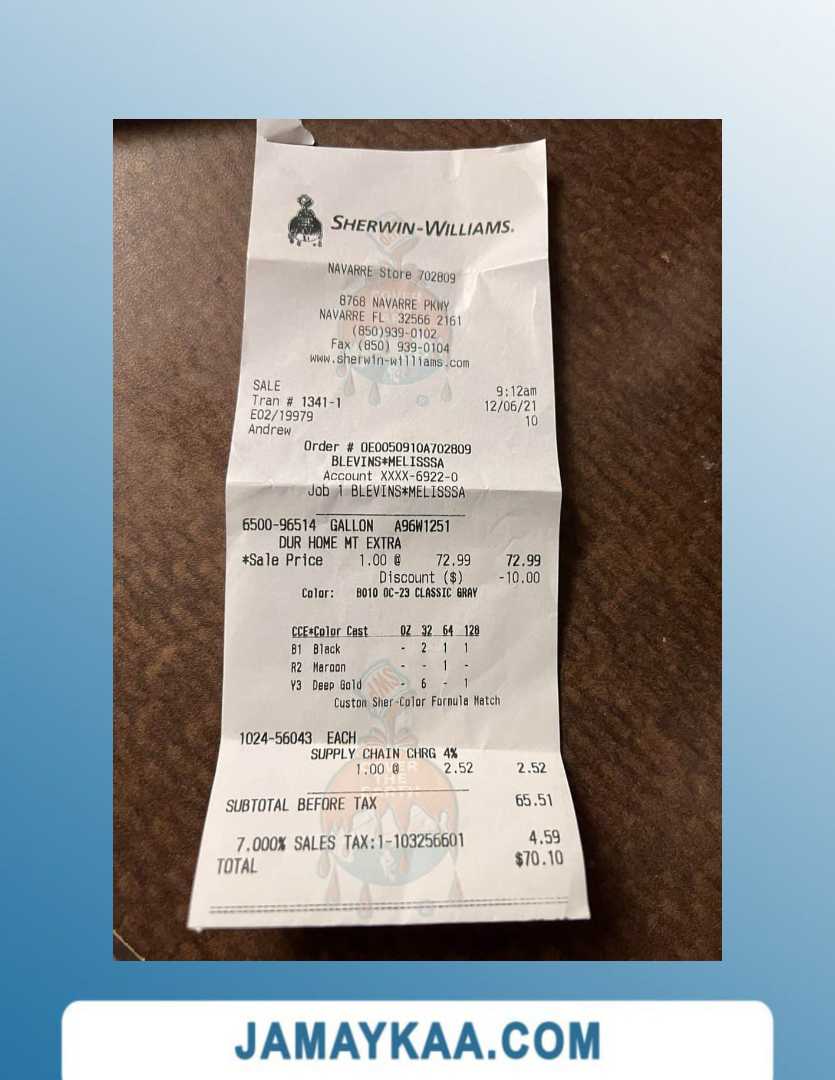 SHERWIN-WILLIAMS.
NAVARRE Store 702809
8768 NAVARRE PKWY
NAVARRE FL 32566 2161
(850)939-0102
Fax (850) 939-0104
www.sherwin-williams.com
SALE 9:12am
Tran # 1341-1 12/06/21
E02/19979 10
Andrew
Order # OE0050910A702809
BLEVINS*MELISSSA
Account XXXX-6922-0
Job 1 BLEVINS*MELISSSA
6500-96514 GALLON A96W1251
DUR HOME MT EXTRA
*Sale Price 1.00 @ 72.99 72.99
Discount ($) -10.00
Color: B010 OC-23 CLASSIC GRAY
CCE*Color Cast OZ 32 64 128
B1 Black - 2 1 1
R2 Maroon - - 1 -
Y3 Deep Gold - 6 - 1
Custom Sher-Color Formula Match
1024-56043 EACH
SUPPLY CHAIN CHRG 4%
1.00 @ 2.52 2.52
SUBTOTAL BEFORE TAX 65.51
7.000% SALES TAX:1-103256601 4.59
TOTAL $70.10
JAMAYKAA.COM